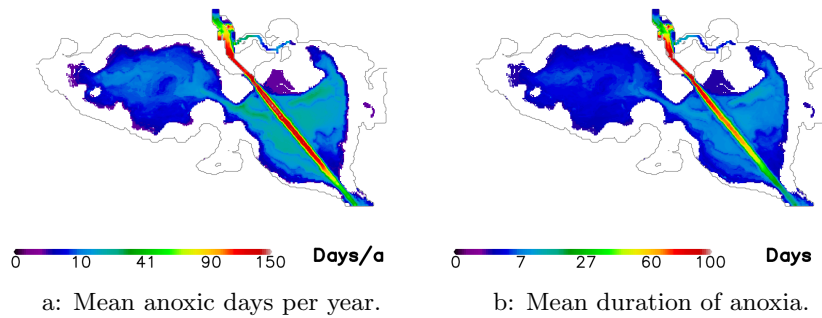 0 10 41 90 150 Days/a
0 7 27 60 100 Days
a: Mean anoxic days per year.
b: Mean duration of anoxia.